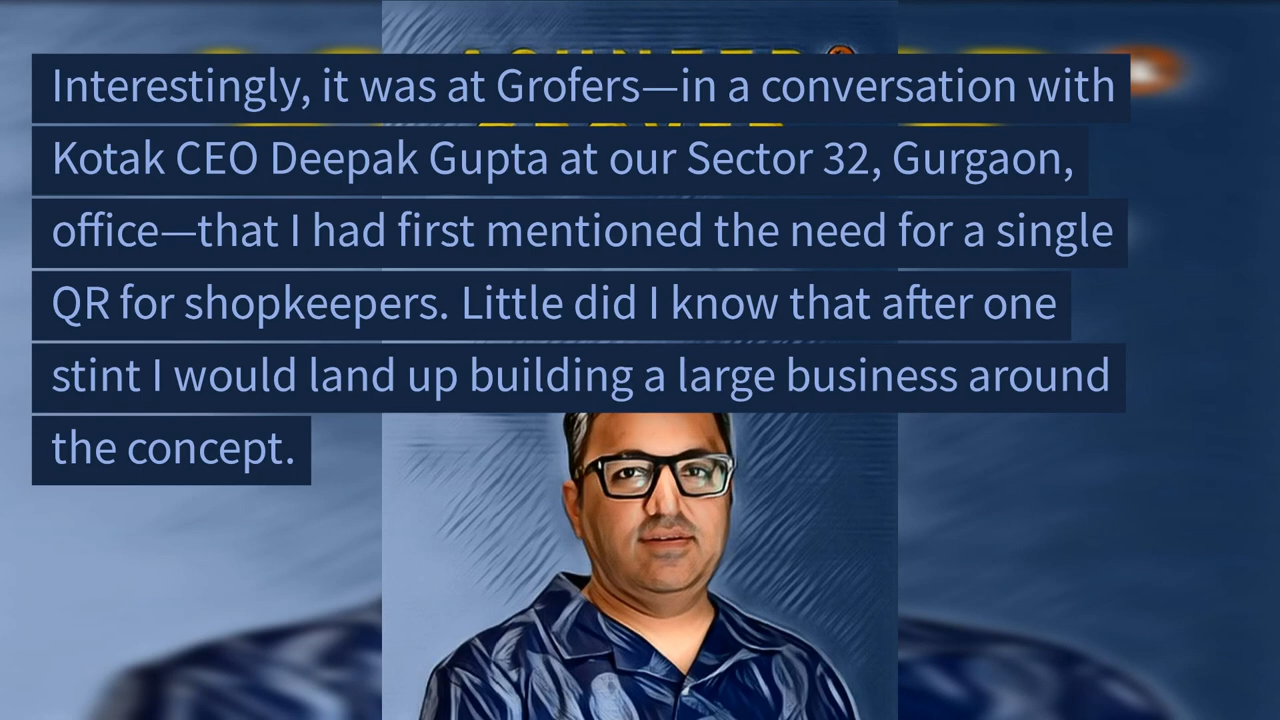 Interestingly, it was at Grofers—in a conversation with
Kotak CEO Deepak Gupta at our Sector 32, Gurgaon,
office—that I had first mentioned the need for a single
QR for shopkeepers. Little did I know that after one
stint I would land up building a large business around
the concept.